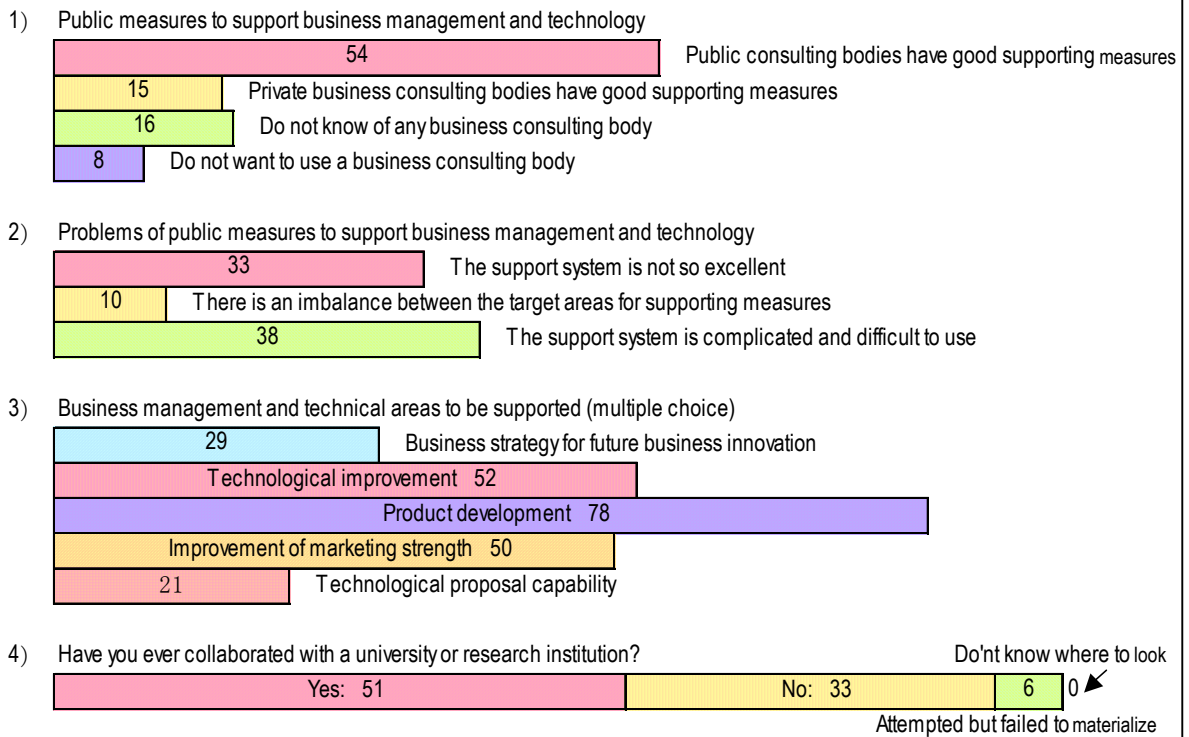 1） Public measures to support business management and technology
54 Public consulting bodies have good supporting measures
15 Private business consulting bodies have good supporting measures
16 Do not know of any business consulting body
8 Do not want to use a business consulting body
2） Problems of public measures to support business management and technology
33 The support system is not so excellent
10 There is an imbalance between the target areas for supporting measures
38 The support system is complicated and difficult to use
3） Business management and technical areas to be supported (multiple choice)
29 Business strategy for future business innovation
Technological improvement 52
Product development 78
Improvement of marketing strength 50
21 Technological proposal capability
4） Have you ever collaborated with a university or research institution? Do'nt know where to look
Yes: 51 No: 33 6 0
Attempted but failed to materialize